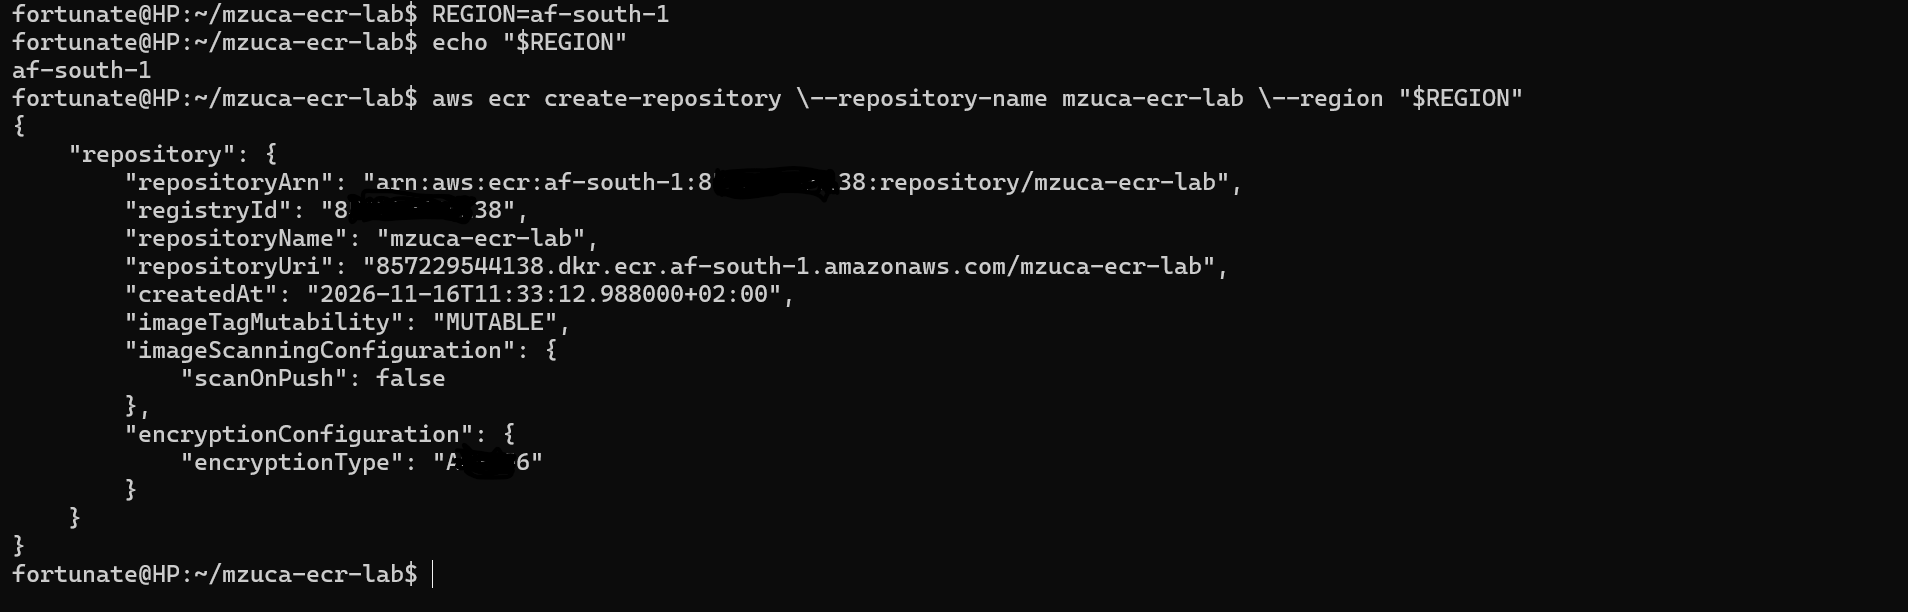 fortunate@HP:~/mzuca-ecr-lab$ REGION=af-south-1
fortunate@HP:~/mzuca-ecr-lab$ echo "$REGION"
af-south-1
fortunate@HP:~/mzuca-ecr-lab$ aws ecr create-repository \--repository-name mzuca-ecr-lab \--region "$REGION"
{
    "repository": {
        "repositoryArn": "arn:aws:ecr:af-south-1:8 38:repository/mzuca-ecr-lab",
        "registryId": "8 38",
        "repositoryName": "mzuca-ecr-lab",
        "repositoryUri": "857229544138.dkr.ecr.af-south-1.amazonaws.com/mzuca-ecr-lab",
        "createdAt": "2026-11-16T11:33:12.988000+02:00",
        "imageTagMutability": "MUTABLE",
        "imageScanningConfiguration": {
            "scanOnPush": false
        },
        "encryptionConfiguration": {
            "encryptionType": "A 6"
        }
    }
}
fortunate@HP:~/mzuca-ecr-lab$